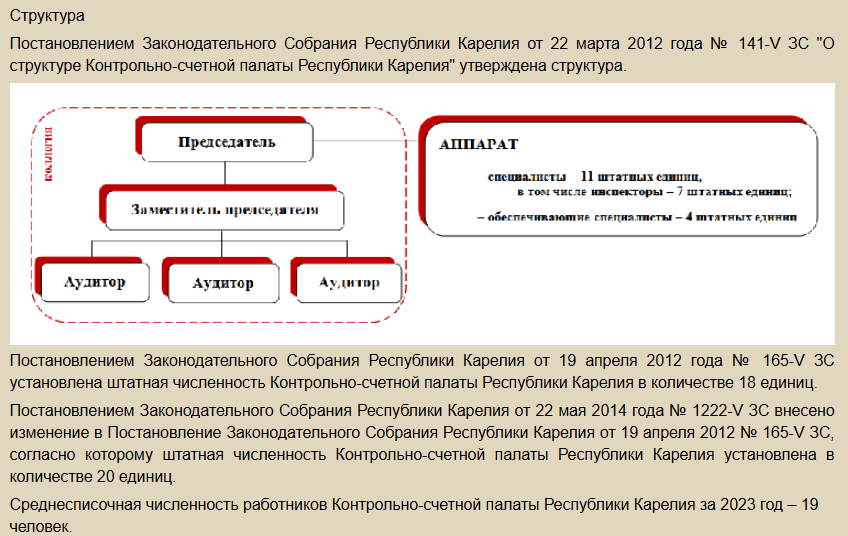 Структура
Постановлением Законодательного Собрания Республики Карелия от 22 марта 2012 года № 141-V ЗС "О
структуре Контрольно-счетной палаты Республики Карелия" утверждена структура.
коллегия
Председатель
Заместитель председателя
Аудитор
Аудитор
Аудитор
АППАРАТ
специалисты 11 штатных единиц,
в том числе инспекторы – 7 штатных единиц;
– обеспечивающие специалисты – 4 штатных единиц
Постановлением Законодательного Собрания Республики Карелия от 19 апреля 2012 года № 165-V ЗС
установлена штатная численность Контрольно-счетной палаты Республики Карелия в количестве 18 единиц.
Постановлением Законодательного Собрания Республики Карелия от 22 мая 2014 года № 1222-V ЗС внесено
изменение в Постановление Законодательного Собрания Республики Карелия от 19 апреля 2012 № 165-V ЗС,
согласно которому штатная численность Контрольно-счетной палаты Республики Карелия установлена в
количестве 20 единиц.
Среднесписочная численность работников Контрольно-счетной палаты Республики Карелия за 2023 год – 19
человек.